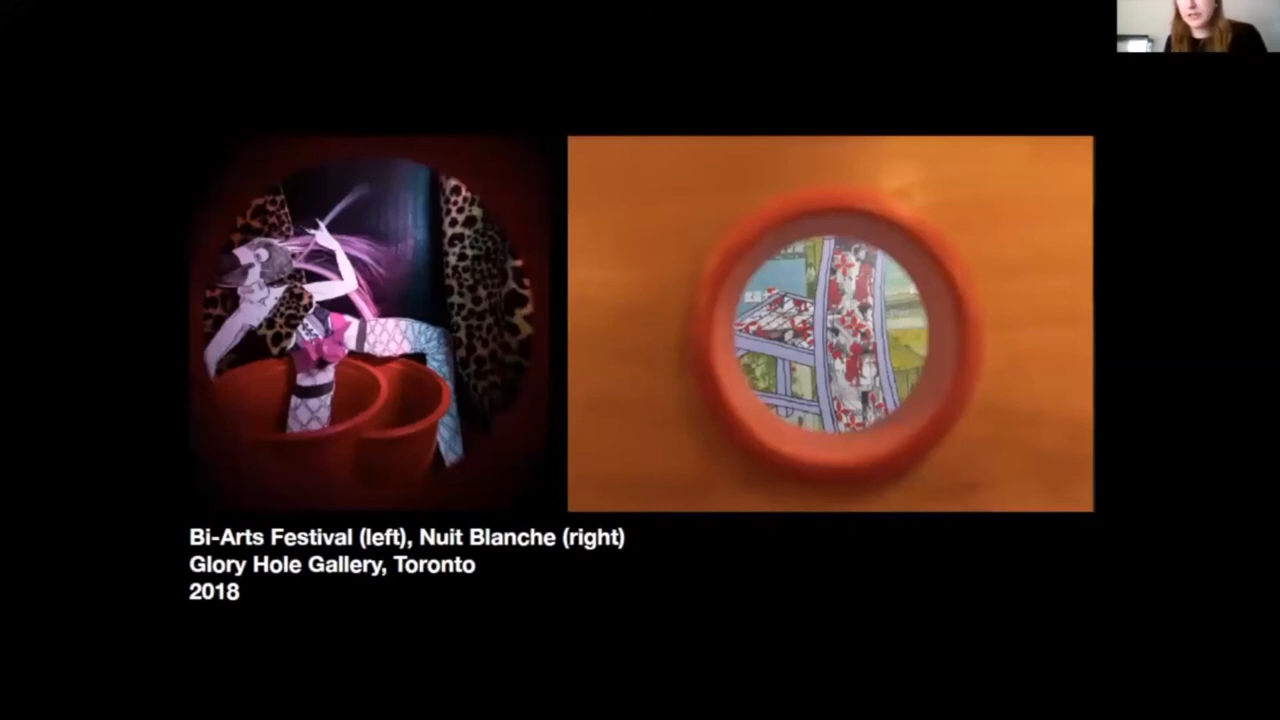 Bi-Arts Festival (left), Nuit Blanche (right)
Glory Hole Gallery, Toronto
2018